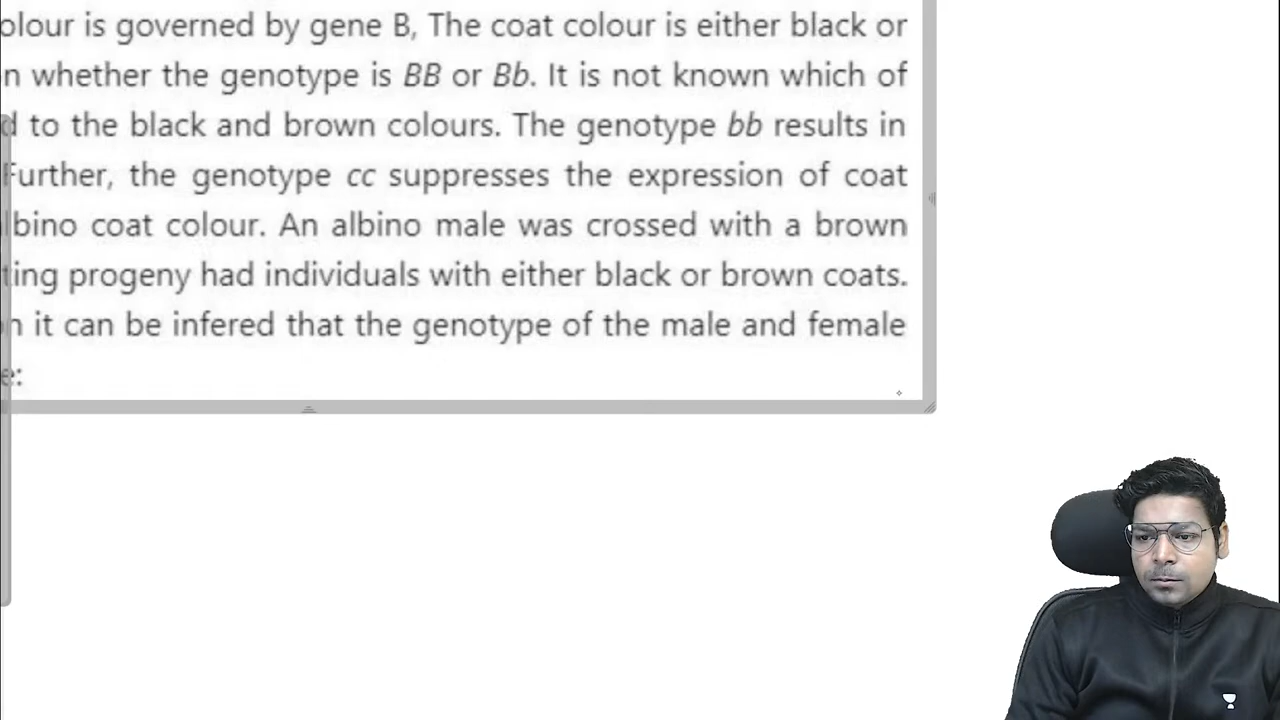 olour is governed by gene B, The coat colour is either black or
n whether the genotype is BB or Bb. It is not known which of
d to the black and brown colours. The genotype bb results in
Further, the genotype cc suppresses the expression of coat
lbino coat colour. An albino male was crossed with a brown
ting progeny had individuals with either black or brown coats.
n it can be infered that the genotype of the male and female
e: